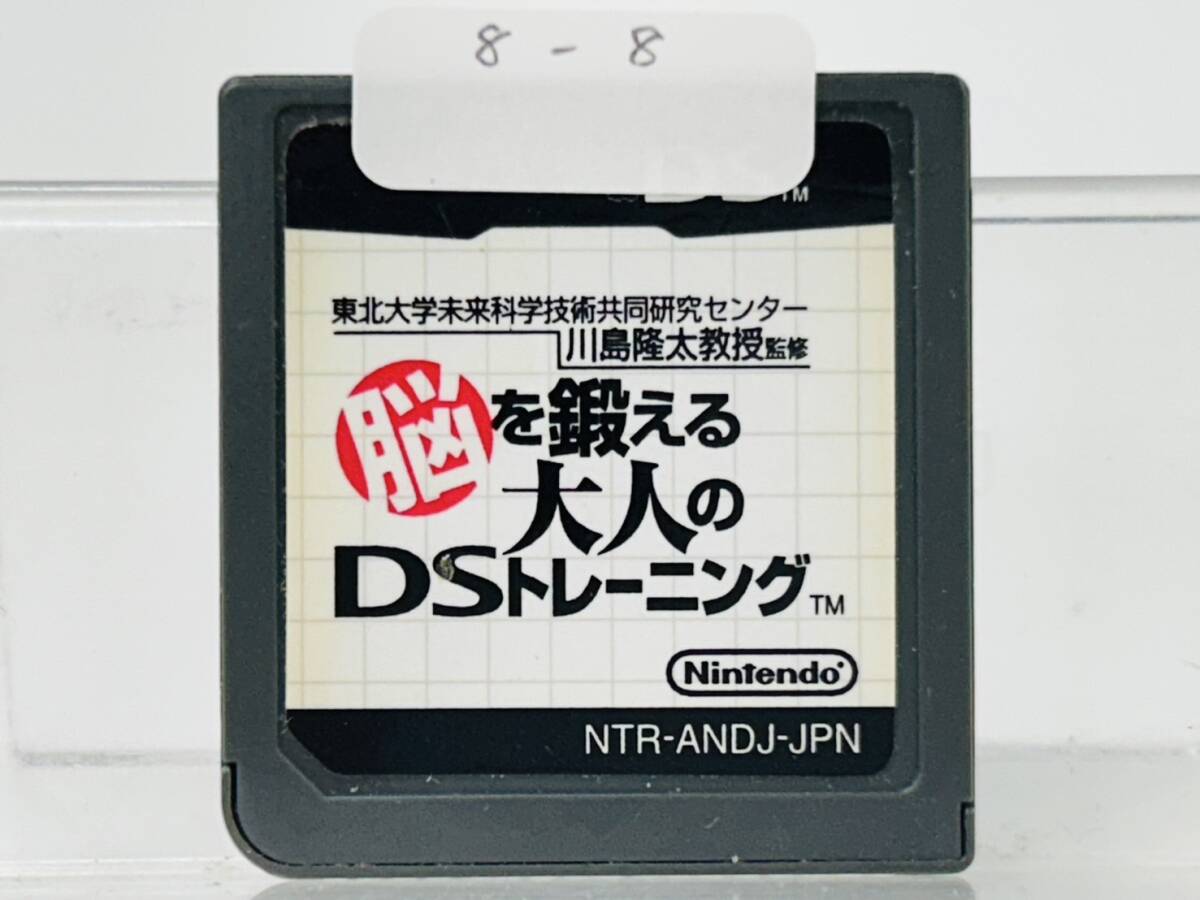 8 - 8
TM
東北大学未来科学技術共同研究センター
川島隆太教授監修
脳を鍛える
大人の
DSトレーニング TM
Nintendo
NTR-ANDJ-JPN